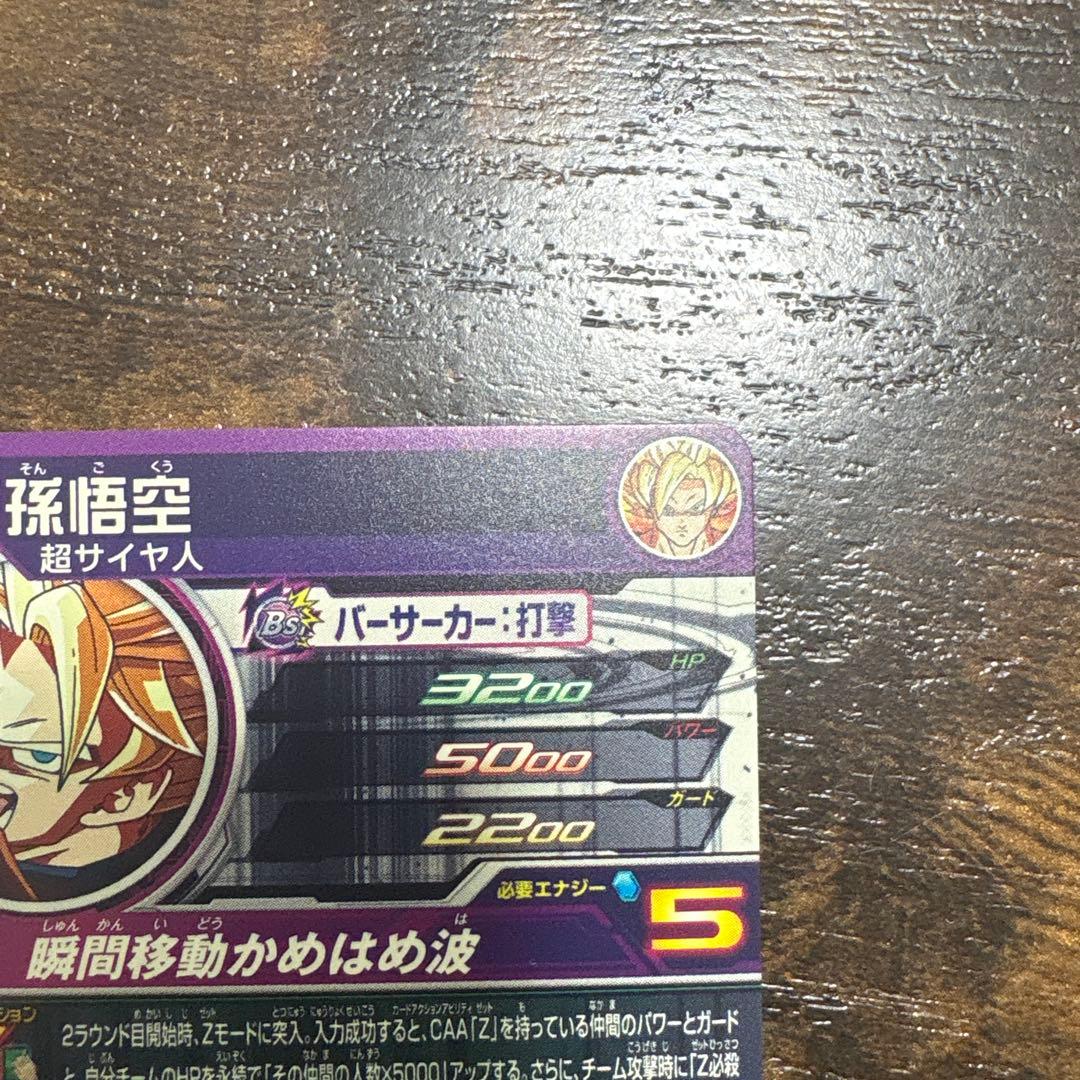 そん ご くう
孫悟空
超サイヤ人
Bs バーサーカー:打撃
HP
3200
パワー
5000
ガード
2200
必要エナジー 5
しゅん かん い どう は
瞬間移動かめはめ波
ション
2ラウンド目開始時、Zモードに突入。入力成功すると、CAA「Z」を持っている仲間のパワーとガード
と、自分チームのHPを永続で「その仲間の人数×5000」アップする。さらに、チーム攻撃時に「Z必殺